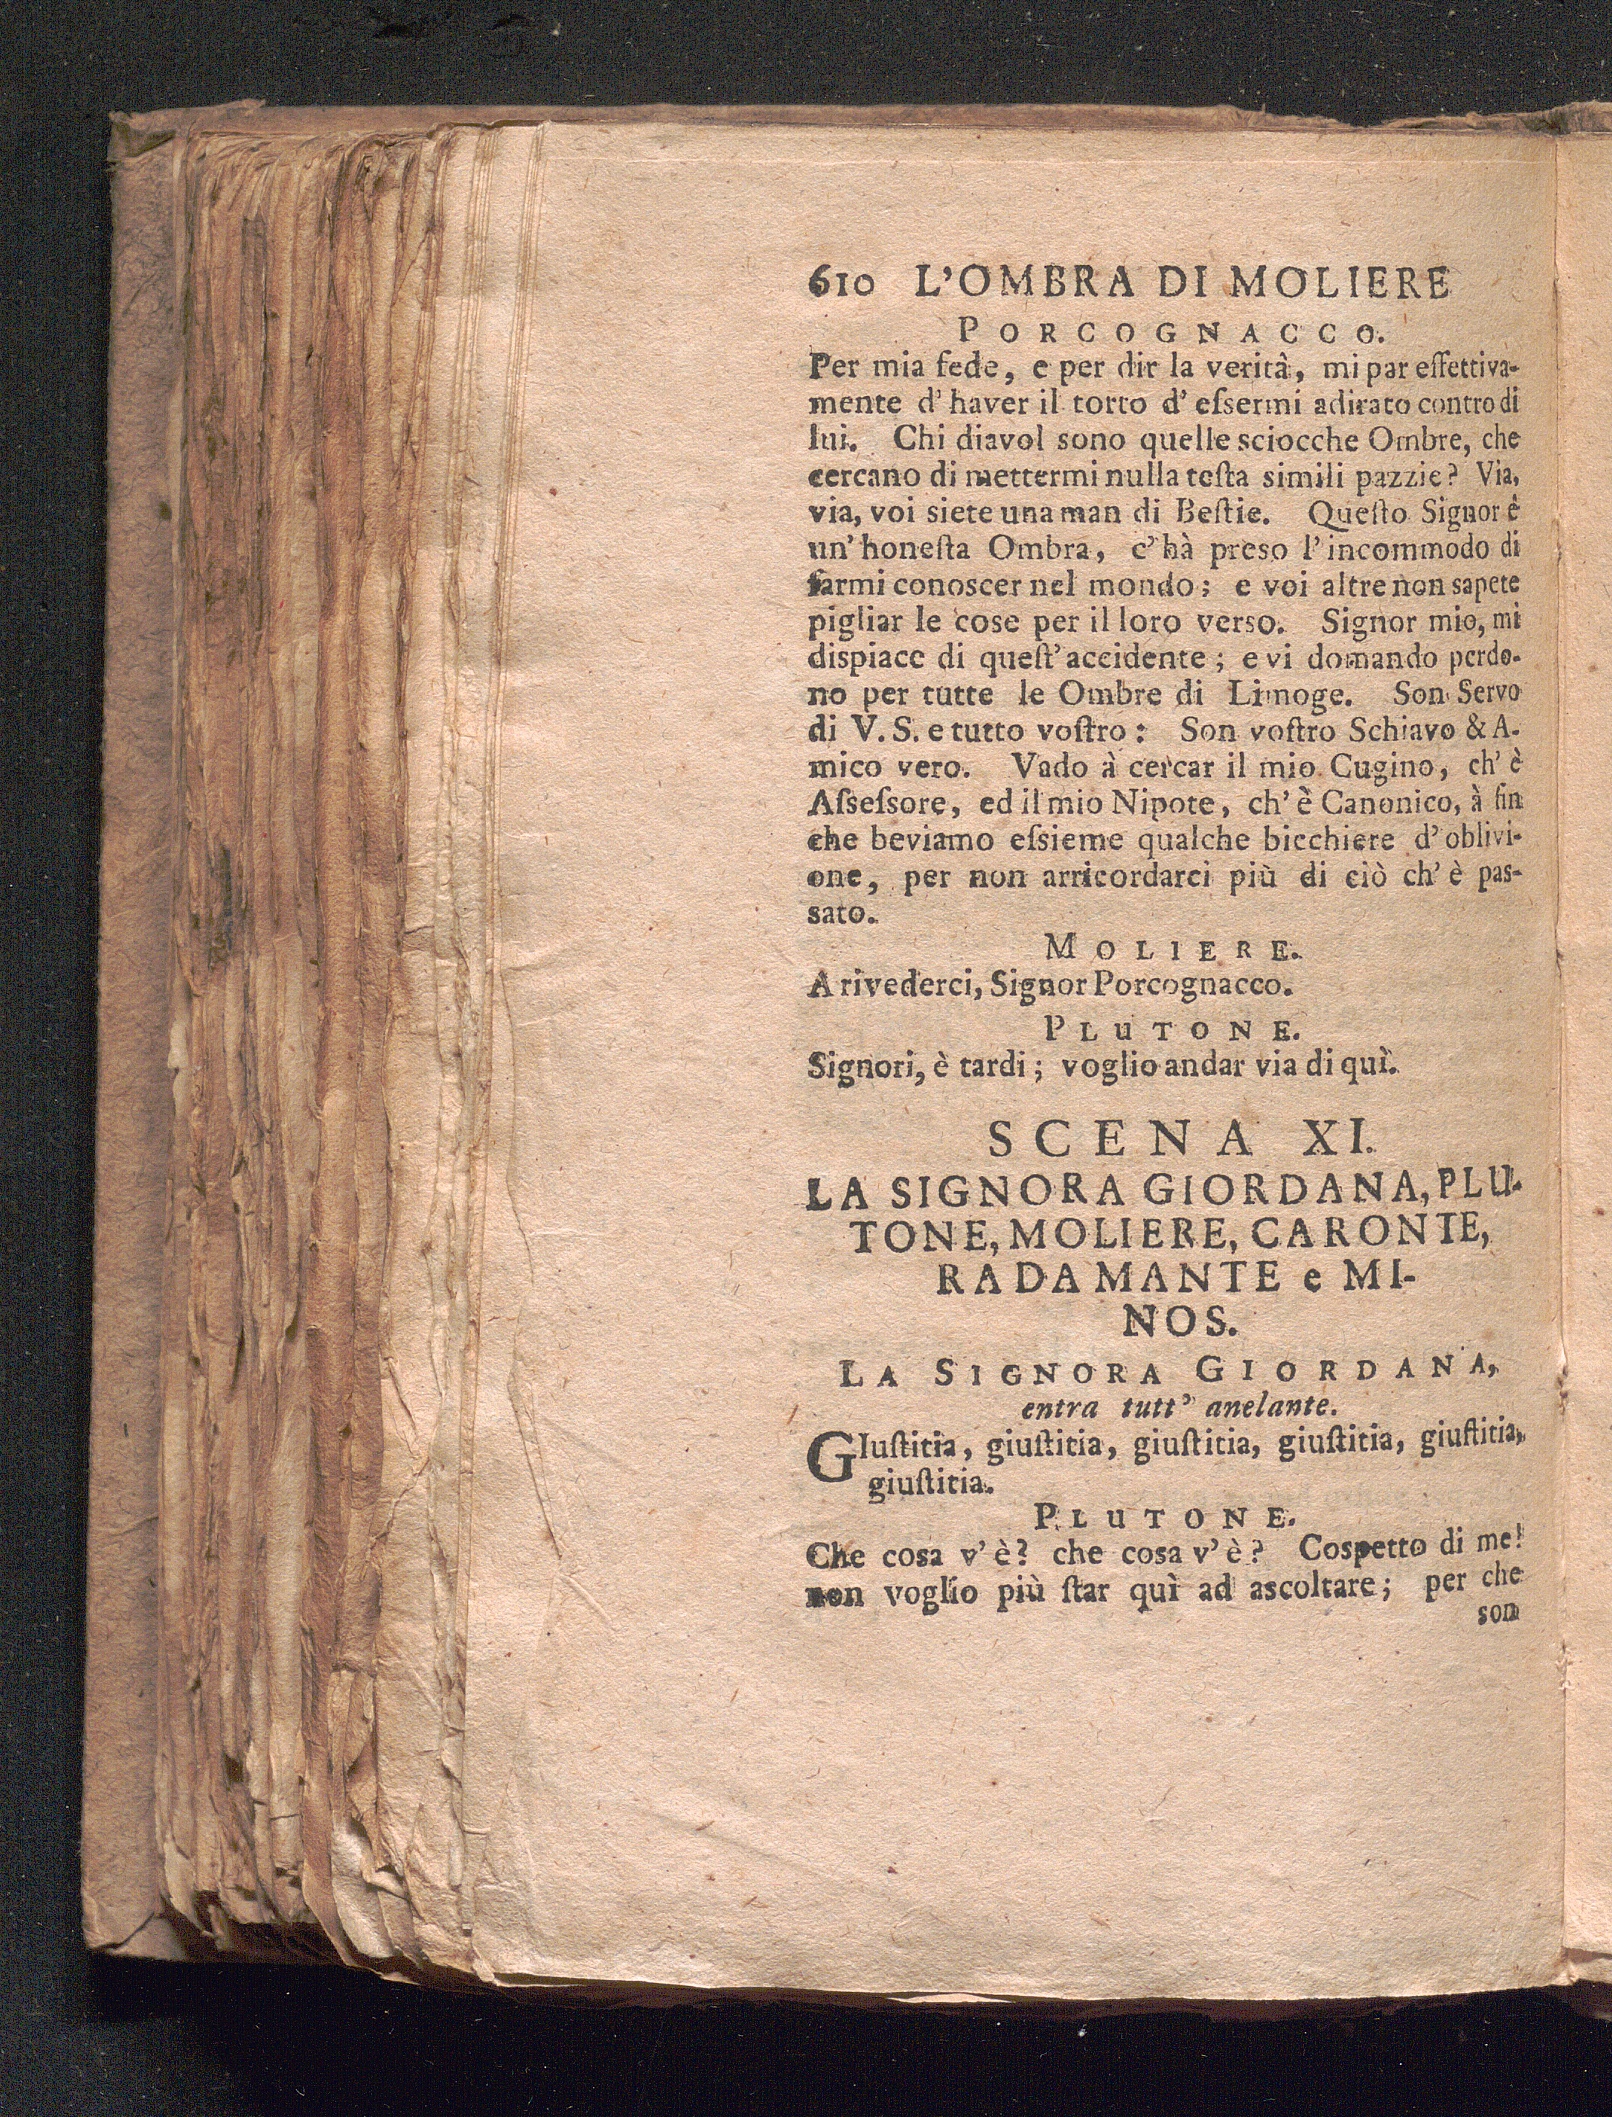 610 L'OMBRA DI MOLIERE
PORCOGNACCO.
Per mia fede, e per dir la verità, mi par effettiva-
mente d' haver il torto d' eſsermi adirato contro di
lui. Chi diavol sono quelle sciocche Ombre, che
cercano di mettermi nulla teſta simili pazzie? Via,
via, voi siete una man di Beſtie. Queſto Signor è
un' honeſta Ombra, c' hà preso l' incommodo di
farmi conoscer nel mondo; e voi altre non sapete
pigliar le cose per il loro verso. Signor mio, mi
dispiace di queſt' accidente; e vi domando perdo-
no per tutte le Ombre di Limoge. Son Servo
di V. S. e tutto voſtro: Son voſtro Schiavo & A-
mico vero. Vado à cercar il mio Cugino, ch' è
Aſseſsore, ed il mio Nipote, ch' è Canonico, à fin
che beviamo eſsieme qualche bicchiere d' oblivi-
one, per non arricordarci più di ciò ch' è pas-
sato.
MOLIERE.
A rivederci, Signor Porcognacco.
PLUTONE.
Signori, è tardi; voglio andar via di quì.
SCENA XI.
LA SIGNORA GIORDANA, PLU-
TONE, MOLIERE, CARONTE,
RADAMANTE e MI-
NOS.
LA SIGNORA GIORDANA,
entra tutt' anelante.
GIuſtitia, giuſtitia, giuſtitia, giuſtitia, giuſtitia,
giuſtitia.
PLUTONE.
Che cosa v' è? che cosa v' è? Cospetto di me!
non voglio più ſtar quì ad ascoltare; per che
son